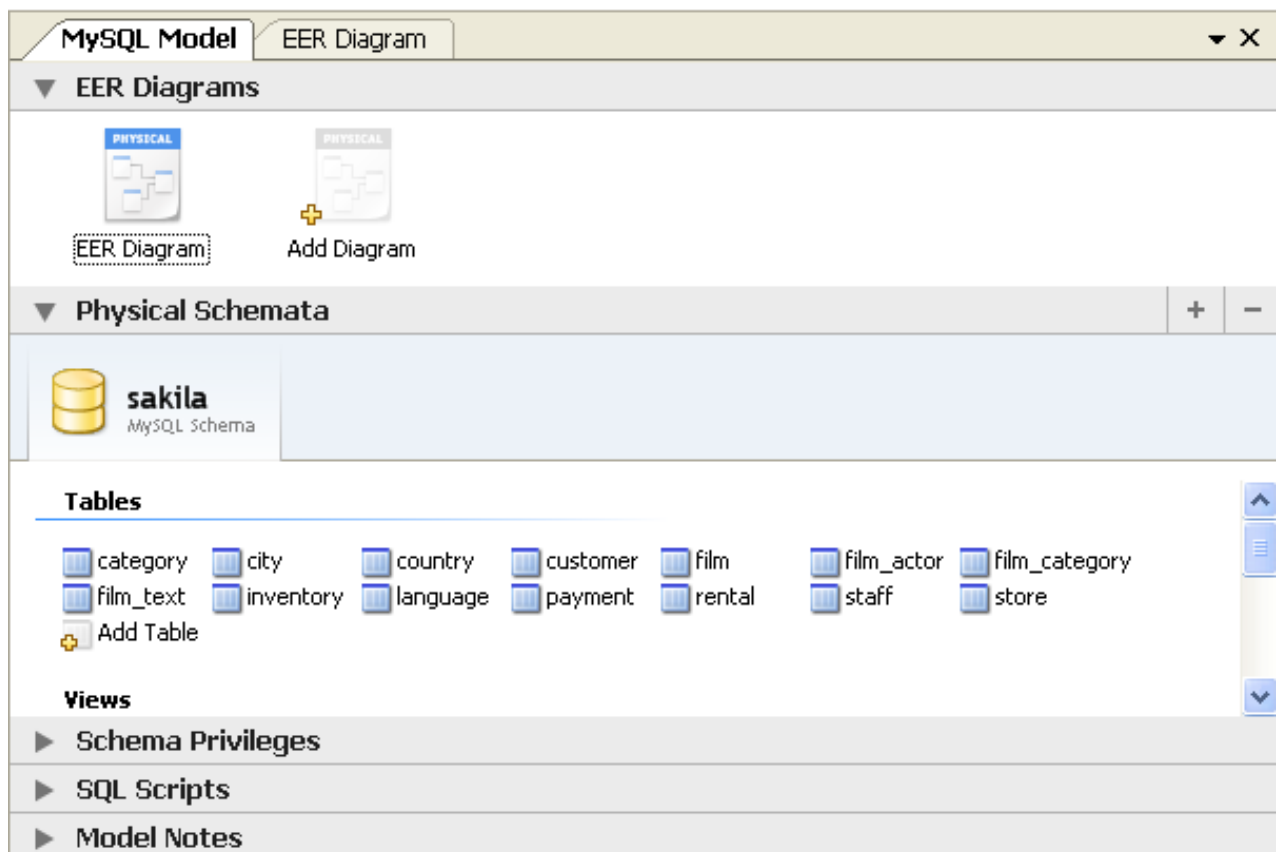 MySQL Model EER Diagram
EER Diagrams
PHYSICAL PHYSICAL
EER Diagram Add Diagram
Physical Schemata + −
sakila
MySQL Schema
Tables
category city country customer film film_actor film_category
film_text inventory language payment rental staff store
Add Table
Views
Schema Privileges
SQL Scripts
Model Notes